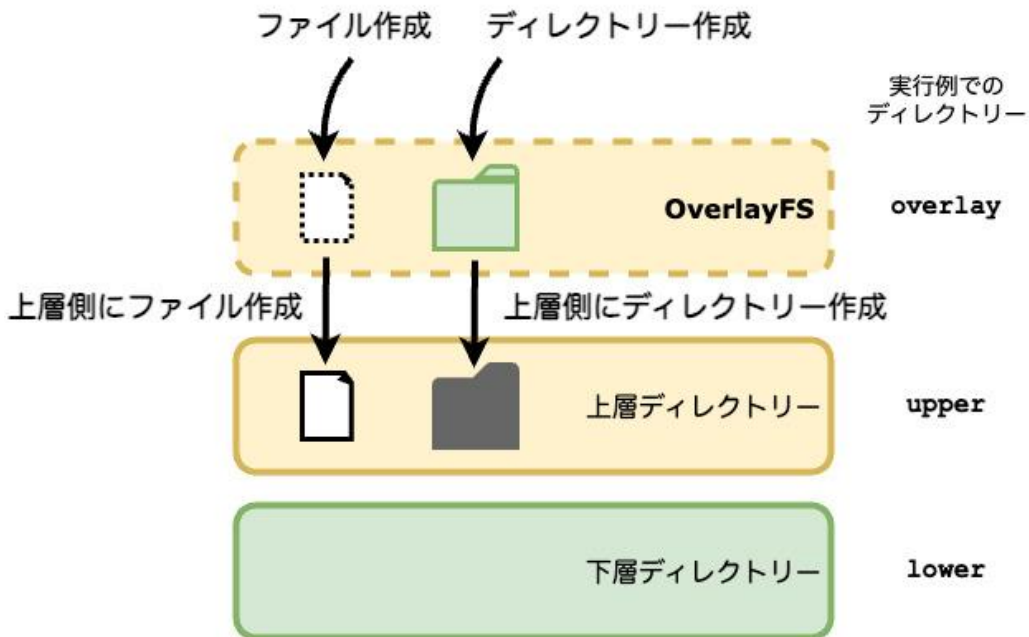 ファイル作成
ディレクトリー作成
実行例での
ディレクトリー
OverlayFS
overlay
上層側にファイル作成
上層側にディレクトリー作成
上層ディレクトリー
upper
下層ディレクトリー
lower